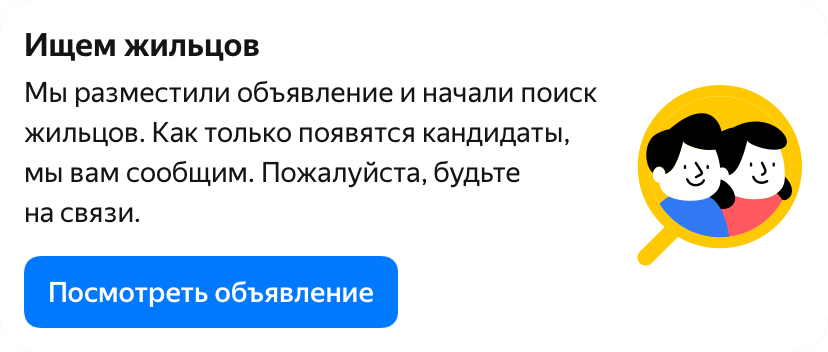 Ищем жильцов
Мы разместили объявление и начали поиск
жильцов. Как только появятся кандидаты,
мы вам сообщим. Пожалуйста, будьте
на связи.
Посмотреть объявление